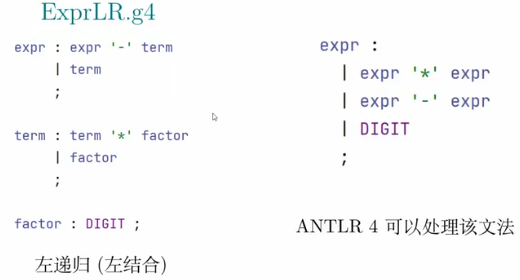 ExprLR.g4
expr : expr '-' term
| term
;
term : term '*' factor
| factor
;
factor : DIGIT ;
左递归 (左结合)
expr :
| expr '*' expr
| expr '-' expr
| DIGIT
;
ANTLR 4 可以处理该文法